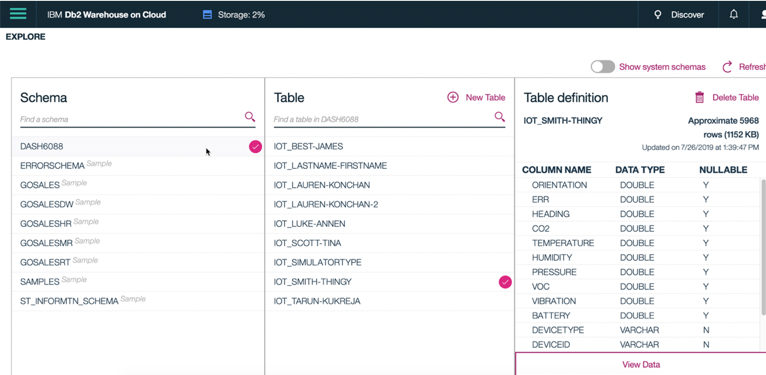 IBM Db2 Warehouse on Cloud
Storage: 2%
Discover
EXPLORE
Show system schemas
Refresh
Schema
Find a schema
DASH6088
ERRORSCHEMA Sample
GOSALES Sample
GOSALESDW Sample
GOSALESHR Sample
GOSALESMR Sample
GOSALESRT Sample
SAMPLES Sample
ST_INFORMTN_SCHEMA Sample
Table
New Table
Find a table in DASH6088
IOT_BEST-JAMES
IOT_LASTNAME-FIRSTNAME
IOT_LAUREN-KONCHAN
IOT_LAUREN-KONCHAN-2
IOT_LUKE-ANNEN
IOT_SCOTT-TINA
IOT_SIMULATORTYPE
IOT_SMITH-THINGY
IOT_TARUN-KUKREJA
Table definition
Delete Table
IOT_SMITH-THINGY
Approximate 5968
rows (1152 KB)
Updated on 7/26/2019 at 1:39:47 PM
COLUMN NAME DATA TYPE NULLABLE
ORIENTATION DOUBLE Y
ERR DOUBLE Y
HEADING DOUBLE Y
CO2 DOUBLE Y
TEMPERATURE DOUBLE Y
HUMIDITY DOUBLE Y
PRESSURE DOUBLE Y
VOC DOUBLE Y
VIBRATION DOUBLE Y
BATTERY DOUBLE Y
DEVICETYPE VARCHAR N
DEVICEID VARCHAR N
View Data